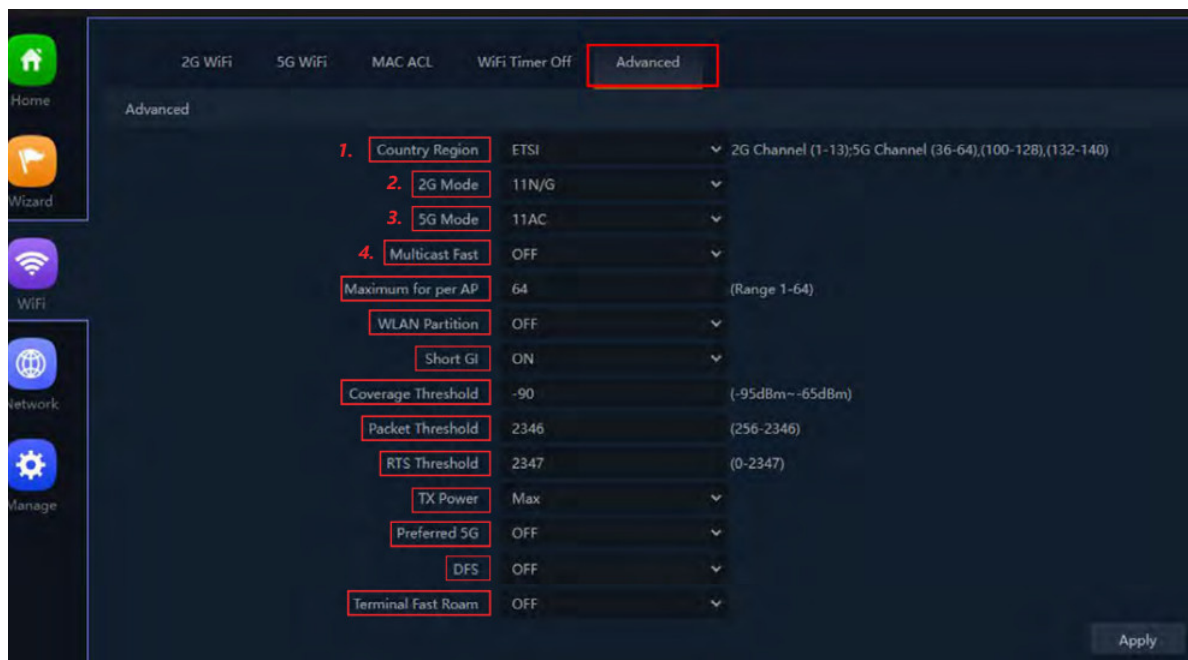 2G WiFi 5G WiFi MAC ACL WiFi Timer Off Advanced
Home
Advanced
1. Country Region ETSI 2G Channel (1-13);5G Channel (36-64),(100-128),(132-140)
2. 2G Mode 11N/G
Wizard
3. 5G Mode 11AC
4. Multicast Fast OFF
Maximum for per AP 64 (Range 1-64)
WiFi
WLAN Partition OFF
Short GI ON
Coverage Threshold -90 (-95dBm~-65dBm)
Network
Packet Threshold 2346 (256-2346)
RTS Threshold 2347 (0-2347)
TX Power Max
Manage
Preferred 5G OFF
DFS OFF
Terminal Fast Roam OFF
Apply